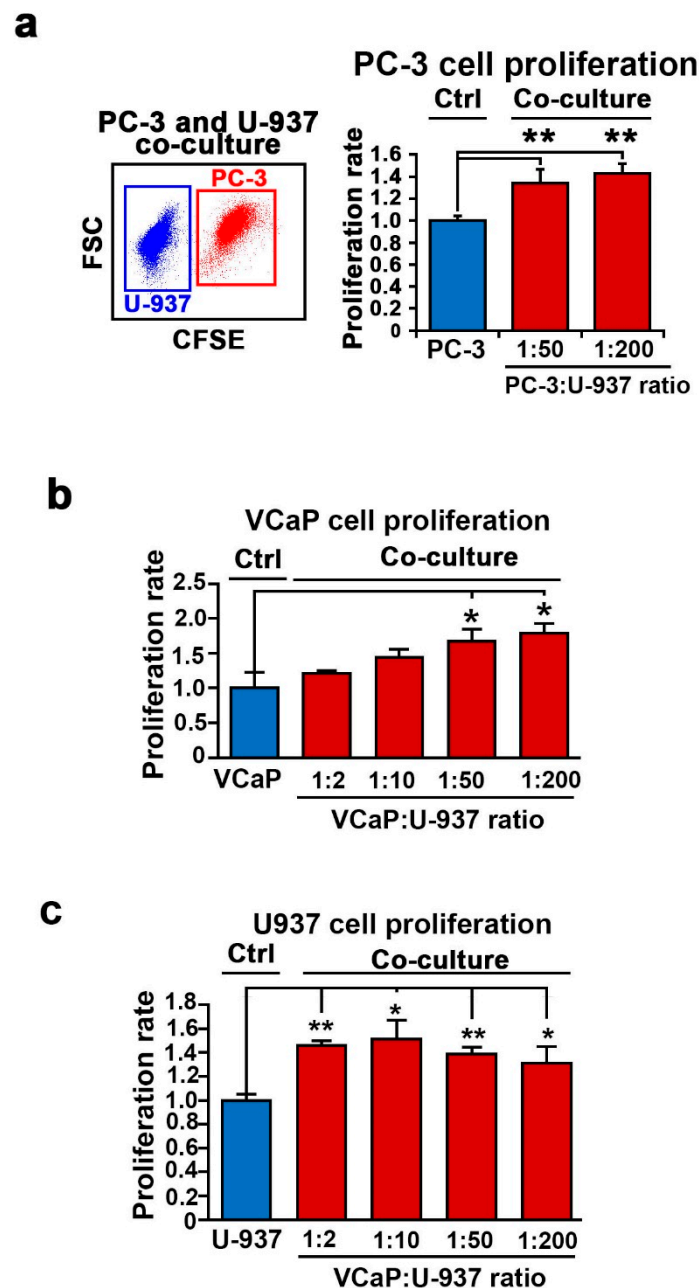 a
PC-3 cell proliferation
Ctrl Co-culture
PC-3 and U-937
co-culture
PC-3
U-937
FSC
CFSE
** **
Proliferation rate
1.6
1.4
1.2
1.0
0.8
0.6
0.4
0.2
0
PC-3 1:50 1:200
PC-3:U-937 ratio
b
VCaP cell proliferation
Ctrl Co-culture
Proliferation rate
2.5
2.0
1.5
1.0
0.5
0
* *
VCaP 1:2 1:10 1:50 1:200
VCaP:U-937 ratio
c
U937 cell proliferation
Ctrl Co-culture
Proliferation rate
1.8
1.6
1.4
1.2
1.0
0.8
0.6
0.4
0.2
0
** * ** *
U-937 1:2 1:10 1:50 1:200
VCaP:U-937 ratio